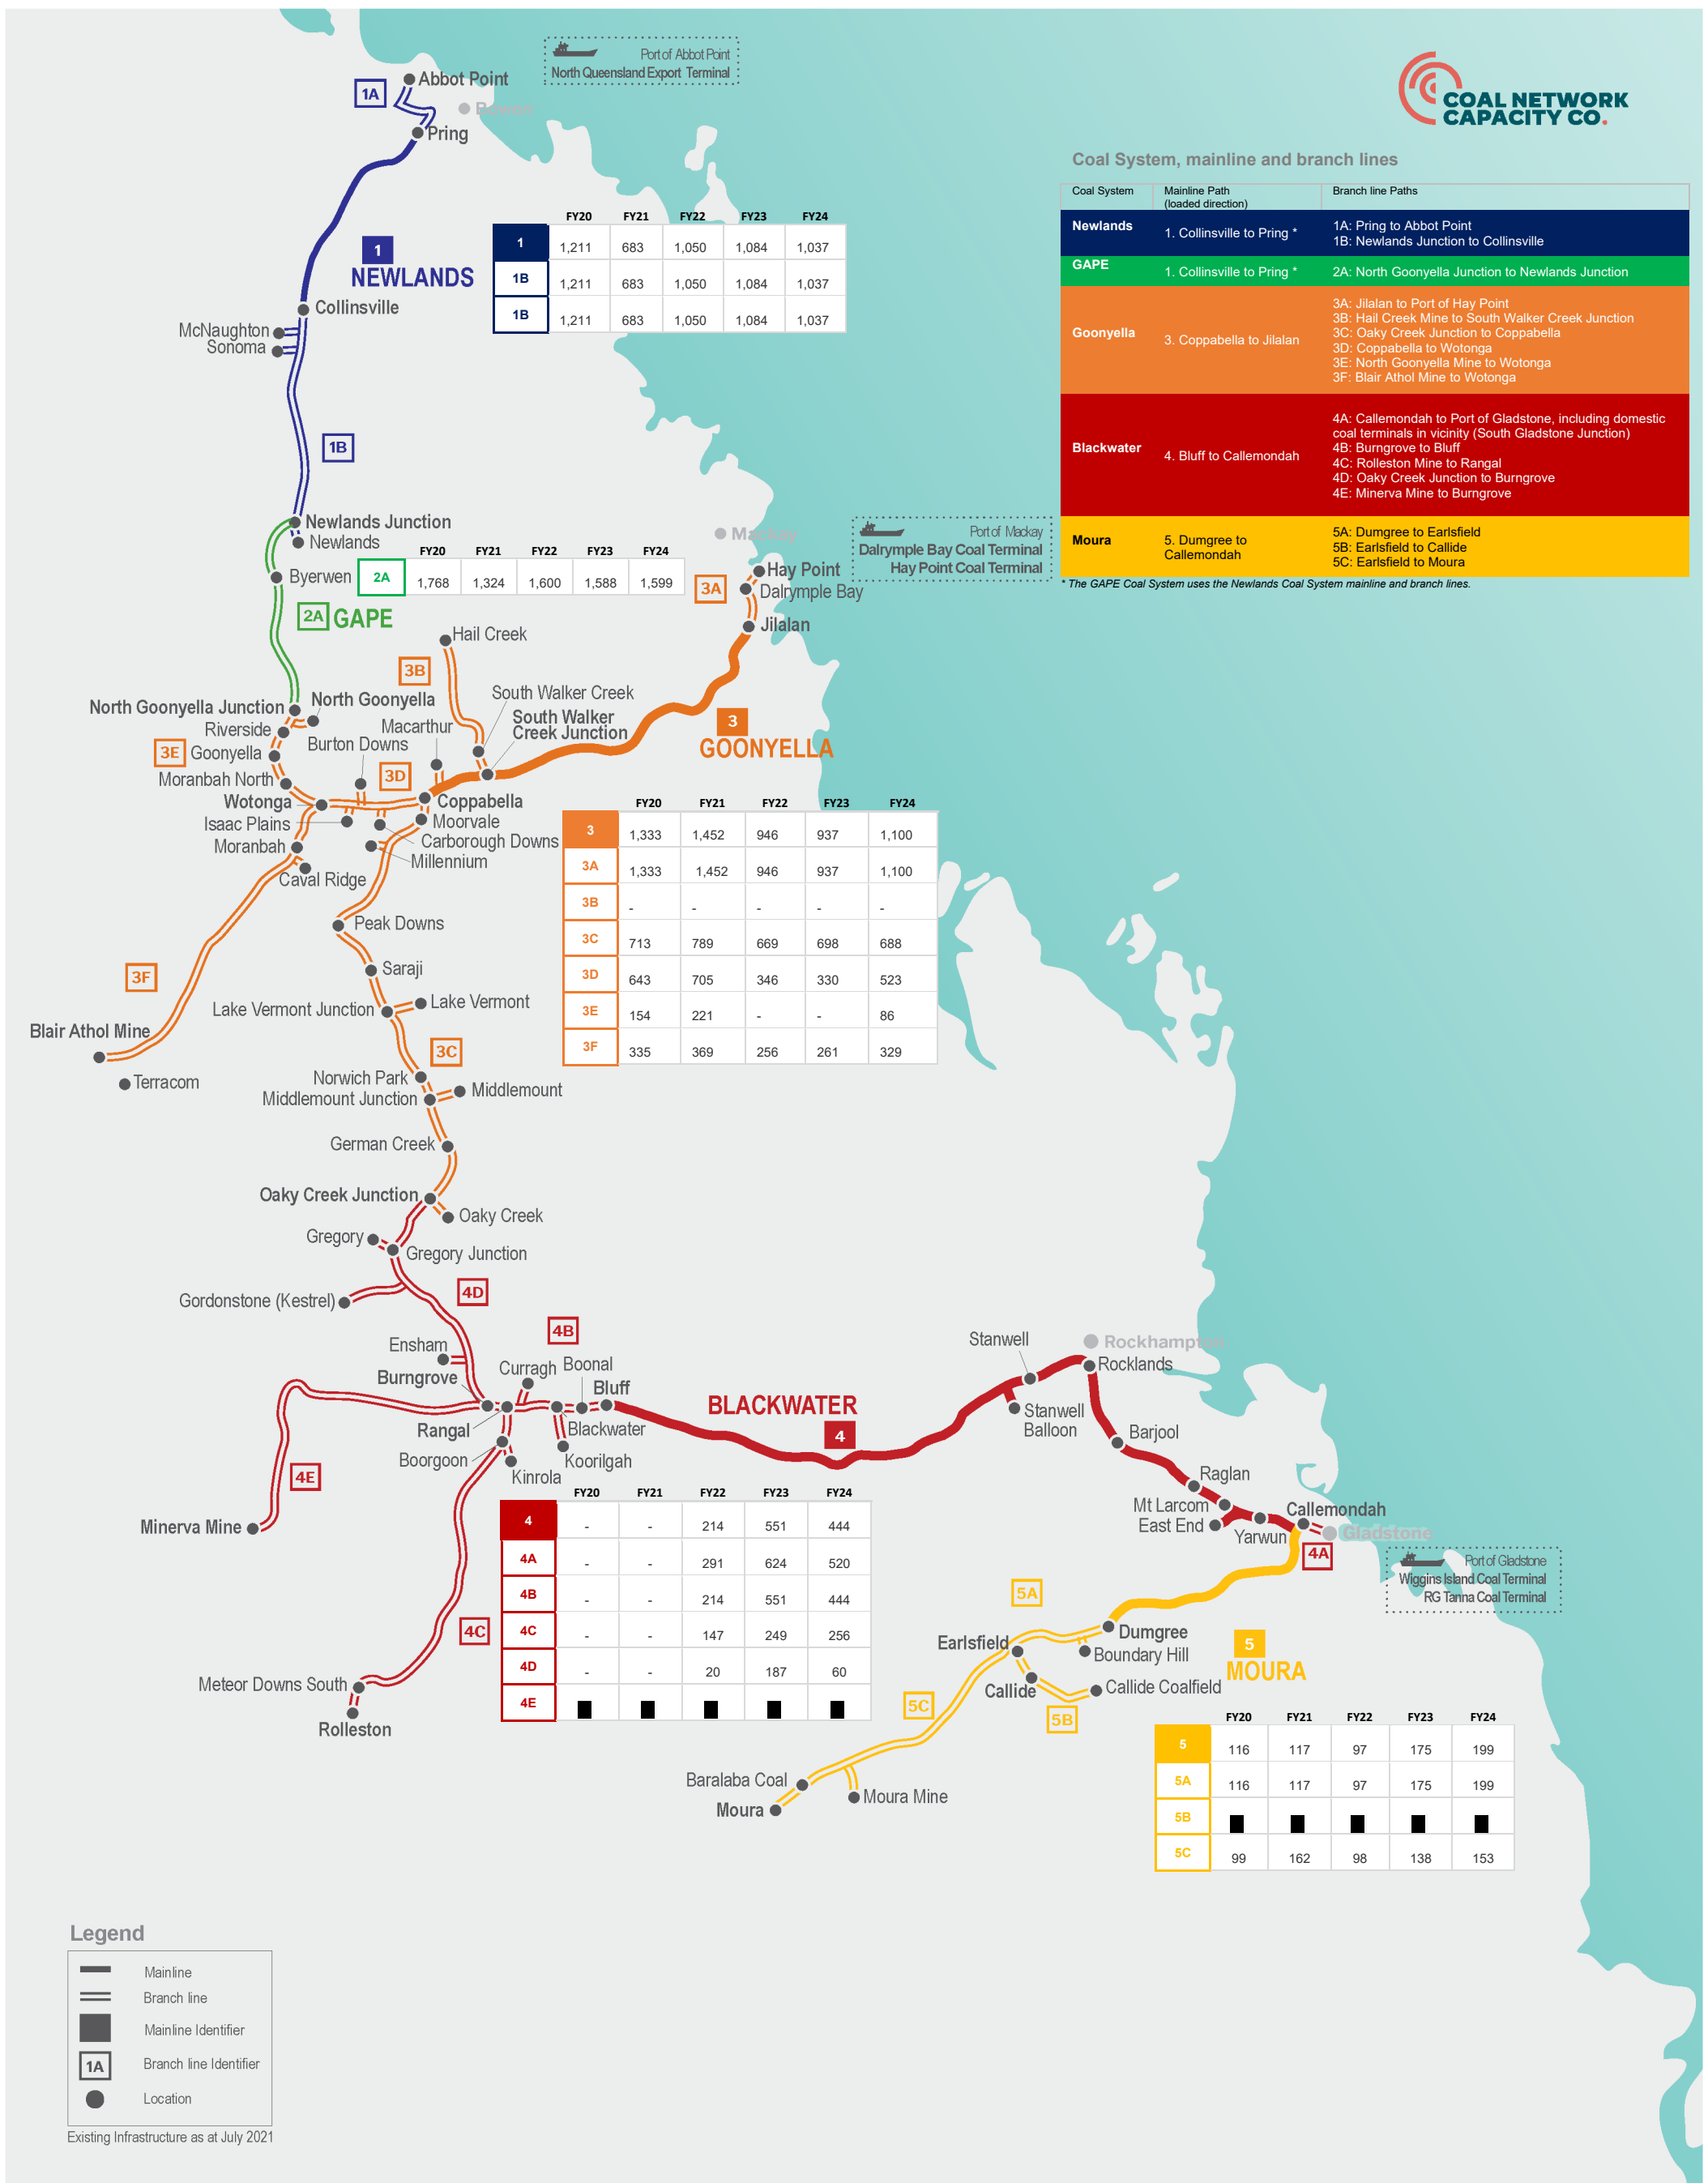 Port of Abbot Point
North Queensland Export Terminal
COAL NETWORK
CAPACITY CO.
1A
Abbot Point
Bowen
Pring
Coal System, mainline and branch lines
Coal System Mainline Path (loaded direction) Branch line Paths
Newlands 1. Collinsville to Pring * 1A: Pring to Abbot Point
1B: Newlands Junction to Collinsville
GAPE 1. Collinsville to Pring * 2A: North Goonyella Junction to Newlands Junction
Goonyella 3. Coppabella to Jilalan
3A: Jilalan to Port of Hay Point
3B: Hail Creek Mine to South Walker Creek Junction
3C: Oaky Creek Junction to Coppabella
3D: Coppabella to Wotonga
3E: North Goonyella Mine to Wotonga
3F: Blair Athol Mine to Wotonga
Blackwater 4. Bluff to Callemondah
4A: Callemondah to Port of Gladstone, including domestic
coal terminals in vicinity (South Gladstone Junction)
4B: Burngrove to Bluff
4C: Rolleston Mine to Rangal
4D: Oaky Creek Junction to Burngrove
4E: Minerva Mine to Burngrove
Moura 5. Dumgree to Callemondah
5A: Dumgree to Earlsfield
5B: Earlsfield to Callide
5C: Earlsfield to Moura
* The GAPE Coal System uses the Newlands Coal System mainline and branch lines.
1
NEWLANDS
FY20 FY21 FY22 FY23 FY24
1 1,211 683 1,050 1,084 1,037
1B 1,211 683 1,050 1,084 1,037
1B 1,211 683 1,050 1,084 1,037
Collinsville
McNaughton
Sonoma
1B
Newlands Junction
Newlands
Byerwen
FY20 FY21 FY22 FY23 FY24
2A 1,768 1,324 1,600 1,588 1,599
2A GAPE
Mackay
Port of Mackay
Dalrymple Bay Coal Terminal
Hay Point Coal Terminal
3A
Hay Point
Dalrymple Bay
Jilalan
Hail Creek
3B
South Walker Creek
South Walker
Creek Junction
3
GOONYELLA
North Goonyella Junction
North Goonyella
Riverside
Macarthur
Burton Downs
3E
Goonyella
3D
Moranbah North
Wotonga
Coppabella
Isaac Plains
Moorvale
Moranbah
Carborough Downs
Millennium
Caval Ridge
FY20 FY21 FY22 FY23 FY24
3 1,333 1,452 946 937 1,100
3A 1,333 1,452 946 937 1,100
3B - - - - -
3C 713 789 669 698 688
3D 643 705 346 330 523
3E 154 221 - - 86
3F 335 369 256 261 329
Peak Downs
3F
Saraji
Lake Vermont Junction
Lake Vermont
Blair Athol Mine
3C
Terracom
Norwich Park
Middlemount Junction
Middlemount
German Creek
Oaky Creek Junction
Oaky Creek
Gregory
Gregory Junction
4D
Gordonstone (Kestrel)
4B
Ensham
Burngrove
Curragh
Boonal
Bluff
Rangal
Blackwater
Boorgoon
Koorilgah
Kinrola
BLACKWATER
4
Stanwell
Rockhampton
Rocklands
Stanwell
Balloon
Barjool
Raglan
Mt Larcom
East End
Yarwun
Callemondah
Gladstone
4A
Port of Gladstone
Wiggins Island Coal Terminal
RG Tanna Coal Terminal
4E
Minerva Mine
FY20 FY21 FY22 FY23 FY24
4 - - 214 551 444
4A - - 291 624 520
4B - - 214 551 444
4C - - 147 249 256
4D - - 20 187 60
4E
4C
Meteor Downs South
Rolleston
5A
Dumgree
Earlsfield
Boundary Hill
5
MOURA
Callide
Callide Coalfield
5C
5B
Baralaba Coal
Moura
Moura Mine
FY20 FY21 FY22 FY23 FY24
5 116 117 97 175 199
5A 116 117 97 175 199
5B
5C 99 162 98 138 153
Legend
Mainline
Branch line
Mainline Identifier
1A Branch line Identifier
Location
Existing Infrastructure as at July 2021